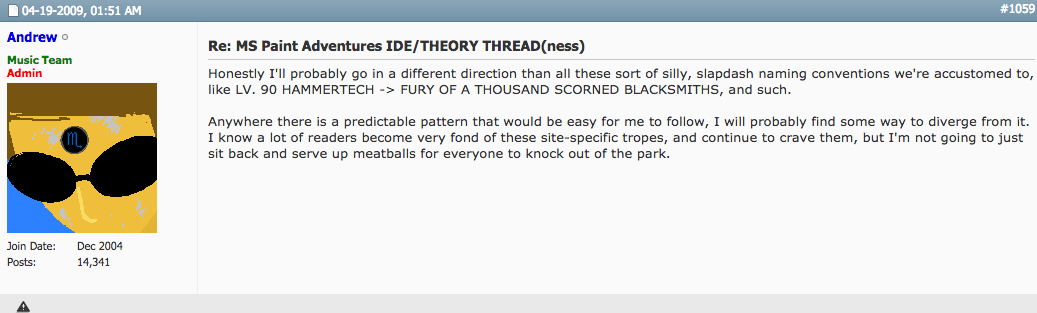 04-19-2009, 01:51 AM
#1059
Andrew
Music Team
Admin
♏
Join Date: Dec 2004
Posts: 14,341
Re: MS Paint Adventures IDE/THEORY THREAD(ness)
Honestly I'll probably go in a different direction than all these sort of silly, slapdash naming conventions we're accustomed to,
like LV. 90 HAMMERTECH -> FURY OF A THOUSAND SCORNED BLACKSMITHS, and such.
Anywhere there is a predictable pattern that would be easy for me to follow, I will probably find some way to diverge from it.
I know a lot of readers become very fond of these site-specific tropes, and continue to crave them, but I'm not going to just
sit back and serve up meatballs for everyone to knock out of the park.